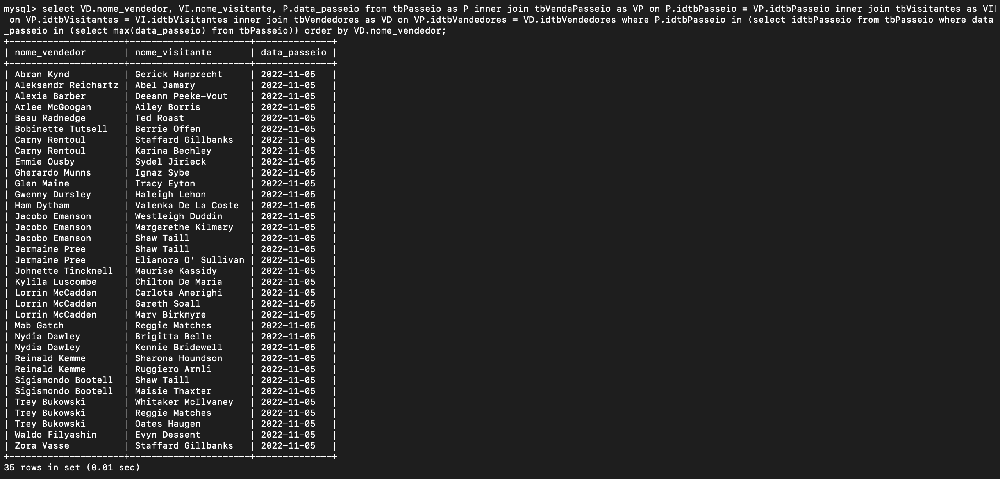 [mysql> select VD.nome_vendedor, VI.nome_visitante, P.data_passeio from tbPasseio as P inner join tbVendaPasseio as VP on P.idtbPasseio = VP.idtbPasseio inner join tbVisitantes as VI]
 on VP.idtbVisitantes = VI.idtbVisitantes inner join tbVendedores as VD on VP.idtbVendedores = VD.idtbVendedores where P.idtbPasseio in (select idtbPasseio from tbPasseio where data
_passeio in (select max(data_passeio) from tbPasseio)) order by VD.nome_vendedor;
+---------------------+----------------------+--------------+
| nome_vendedor       | nome_visitante       | data_passeio |
+---------------------+----------------------+--------------+
| Abran Kynd          | Gerick Hamprecht     | 2022-11-05   |
| Aleksandr Reichartz | Abel Jamary          | 2022-11-05   |
| Alexia Barber       | Deeann Peeke-Vout    | 2022-11-05   |
| Arlee McGoogan      | Ailey Borris         | 2022-11-05   |
| Beau Radnedge       | Ted Roast            | 2022-11-05   |
| Bobinette Tutsell   | Berrie Offen         | 2022-11-05   |
| Carny Rentoul       | Staffard Gillbanks   | 2022-11-05   |
| Carny Rentoul       | Karina Bechley       | 2022-11-05   |
| Emmie Ousby         | Sydel Jirieck        | 2022-11-05   |
| Gherardo Munns      | Ignaz Sybe           | 2022-11-05   |
| Glen Maine          | Tracy Eyton          | 2022-11-05   |
| Gwenny Dursley      | Haleigh Lehon        | 2022-11-05   |
| Ham Dytham          | Valenka De La Coste  | 2022-11-05   |
| Jacobo Emanson      | Westleigh Duddin     | 2022-11-05   |
| Jacobo Emanson      | Margarethe Kilmary   | 2022-11-05   |
| Jacobo Emanson      | Shaw Taill           | 2022-11-05   |
| Jermaine Pree       | Shaw Taill           | 2022-11-05   |
| Jermaine Pree       | Elianora O' Sullivan | 2022-11-05   |
| Johnette Tincknell  | Maurise Kassidy      | 2022-11-05   |
| Kylila Luscombe     | Chilton De Maria     | 2022-11-05   |
| Lorrin McCadden     | Carlota Amerighi     | 2022-11-05   |
| Lorrin McCadden     | Gareth Soall         | 2022-11-05   |
| Lorrin McCadden     | Marv Birkmyre        | 2022-11-05   |
| Mab Gatch           | Reggie Matches       | 2022-11-05   |
| Nydia Dawley        | Brigitta Belle       | 2022-11-05   |
| Nydia Dawley        | Kennie Bridewell     | 2022-11-05   |
| Reinald Kemme       | Sharona Houndson     | 2022-11-05   |
| Reinald Kemme       | Ruggiero Arnli       | 2022-11-05   |
| Sigismondo Bootell  | Shaw Taill           | 2022-11-05   |
| Sigismondo Bootell  | Maisie Thaxter       | 2022-11-05   |
| Trey Bukowski       | Whitaker McIlvaney   | 2022-11-05   |
| Trey Bukowski       | Reggie Matches       | 2022-11-05   |
| Trey Bukowski       | Oates Haugen         | 2022-11-05   |
| Waldo Filyashin     | Evyn Dessent         | 2022-11-05   |
| Zora Vasse          | Staffard Gillbanks   | 2022-11-05   |
+---------------------+----------------------+--------------+
35 rows in set (0.01 sec)